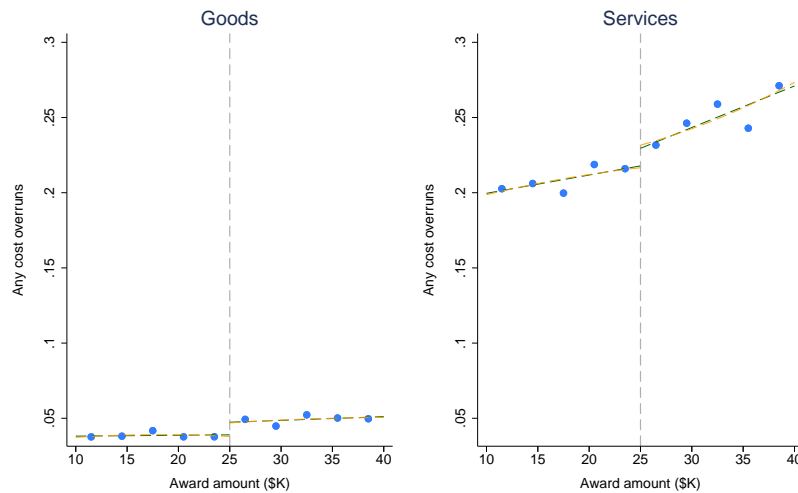 Goods
.3
.25
.2
.15
.1
.05
Any cost overruns
10 15 20 25 30 35 40
Award amount ($K)
Services
.3
.25
.2
.15
.1
.05
Any cost overruns
10 15 20 25 30 35 40
Award amount ($K)